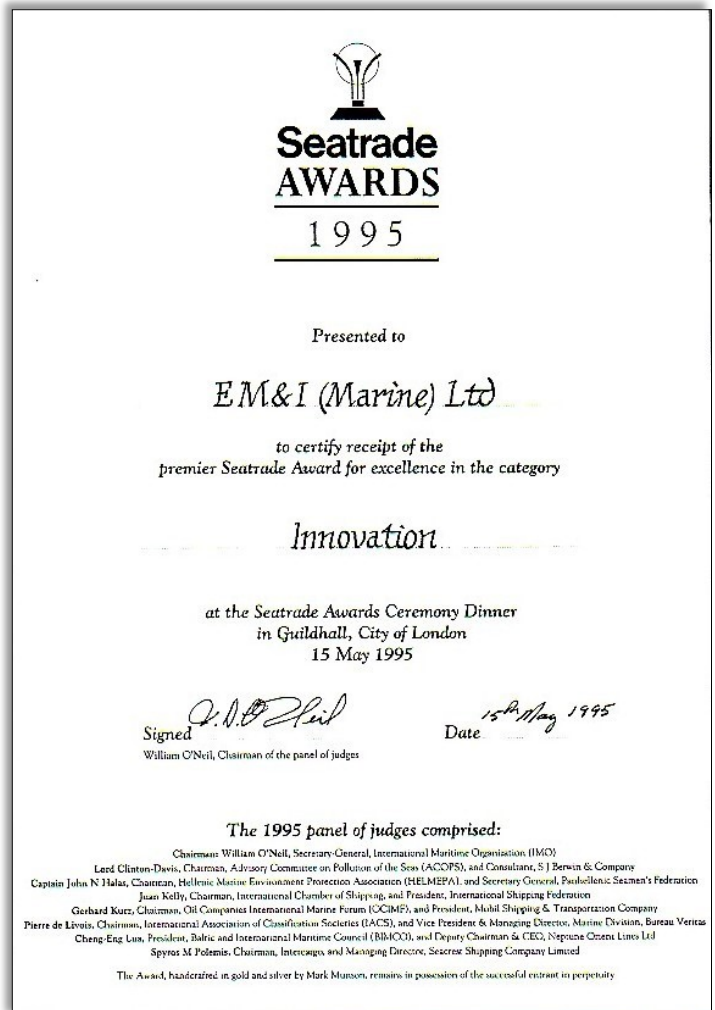 Seatrade
AWARDS
1995
Presented to
EM&I (Marine) Ltd
to certify receipt of the
premier Seatrade Award for excellence in the category
Innovation
at the Seatrade Awards Ceremony Dinner
in Guildhall, City of London
15 May 1995
Signed
Date 15th May 1995
William O'Neil, Chairman of the panel of judges
The 1995 panel of judges comprised:
Chairman: William O'Neil, Secretary-General, International Maritime Organization (IMO)
Lord Clinton-Davis, Chairman, Advisory Committee on Pollution of the Seas (ACOPS), and Consultant, S J Berwin & Company
Captain John N Halas, Chairman, Hellenic Marine Environment Protection Association (HELMEPA), and Secretary General, Panhellenic Seamen's Federation
Juan Kelly, Chairman, International Chamber of Shipping, and President, International Shipping Federation
Gerhard Kurz, Chairman, Oil Companies International Marine Forum (OCIMF), and President, Mobil Shipping & Transportation Company
Pierre de Livois, Chairman, International Association of Classification Societies (IACS), and Vice President & Managing Director, Marine Division, Bureau Veritas
Cheng-Eng Lua, President, Baltic and International Maritime Council (BIMCO), and Deputy Chairman & CEO, Neptune Orient Lines Ltd
Spyros M Polemis, Chairman, Intercargo, and Managing Director, Seacrest Shipping Company Limited
The Award, handcrafted in gold and silver by Mark Munson, remains in possession of the successful entrant in perpetuity